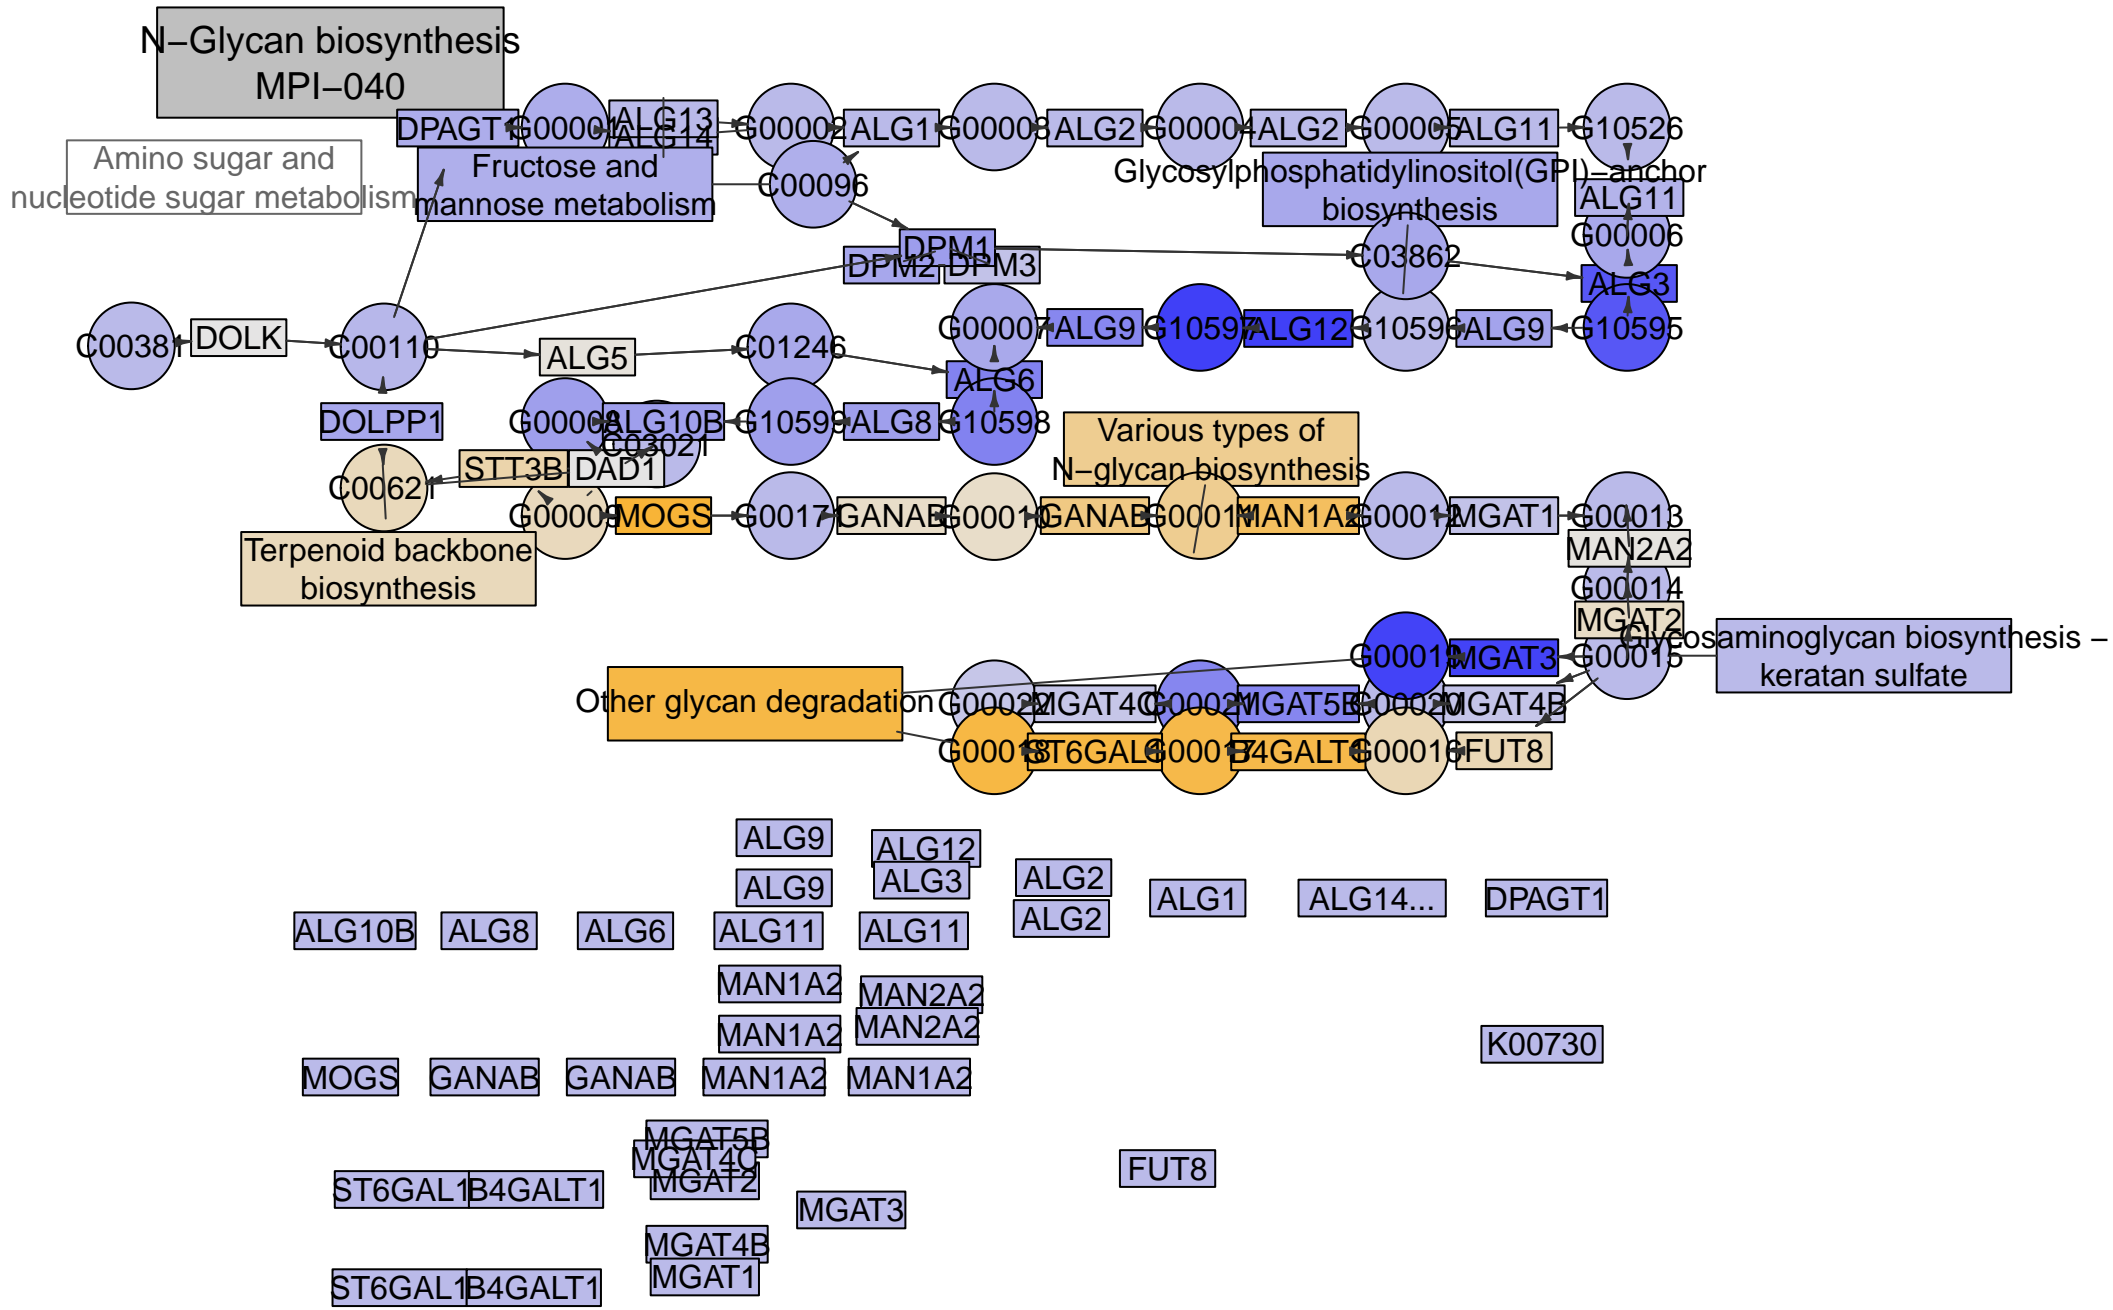 N−Glycan biosynthesis
MPI−040
DPAGT1
G00001
ALG13
ALG14
G00002
ALG1
G00003
ALG2
G00004
ALG2
G00005
ALG11
G10526
Amino sugar and
nucleotide sugar metabolism
Fructose and
mannose metabolism
C00096
Glycosylphosphatidylinositol(GPI)−anchor
biosynthesis
ALG11
G00006
DPM1
DPM2
DPM3
C03862
ALG3
C00381
DOLK
C00110
ALG5
C01246
G00007
ALG9
G10597
ALG12
G10596
ALG9
G10595
ALG6
DOLPP1
G00008
ALG10B
C03021
G10599
ALG8
G10598
Various types of
N−glycan biosynthesis
STT3B
DAD1
C00621
G00009
MOGS
G00171
GANAB
G00010
GANAB
G00011
MAN1A2
G00012
MGAT1
G00013
MAN2A2
Terpenoid backbone
biosynthesis
G00014
MGAT2
Glycosaminoglycan biosynthesis −
keratan sulfate
G00019
MGAT3
G00015
Other glycan degradation
G00022
MGAT4C
G00021
MGAT5B
G00020
MGAT4B
G00018
ST6GAL1
G00017
B4GALT1
G00016
FUT8
ALG9
ALG12
ALG9
ALG3
ALG2
ALG1
ALG14...
DPAGT1
ALG10B
ALG8
ALG6
ALG11
ALG11
ALG2
MAN1A2
MAN2A2
MAN1A2
MAN2A2
K00730
MOGS
GANAB
GANAB
MAN1A2
MAN1A2
MGAT5B
MGAT4C
MGAT2
FUT8
ST6GAL1
B4GALT1
MGAT3
MGAT4B
MGAT1
ST6GAL1
B4GALT1